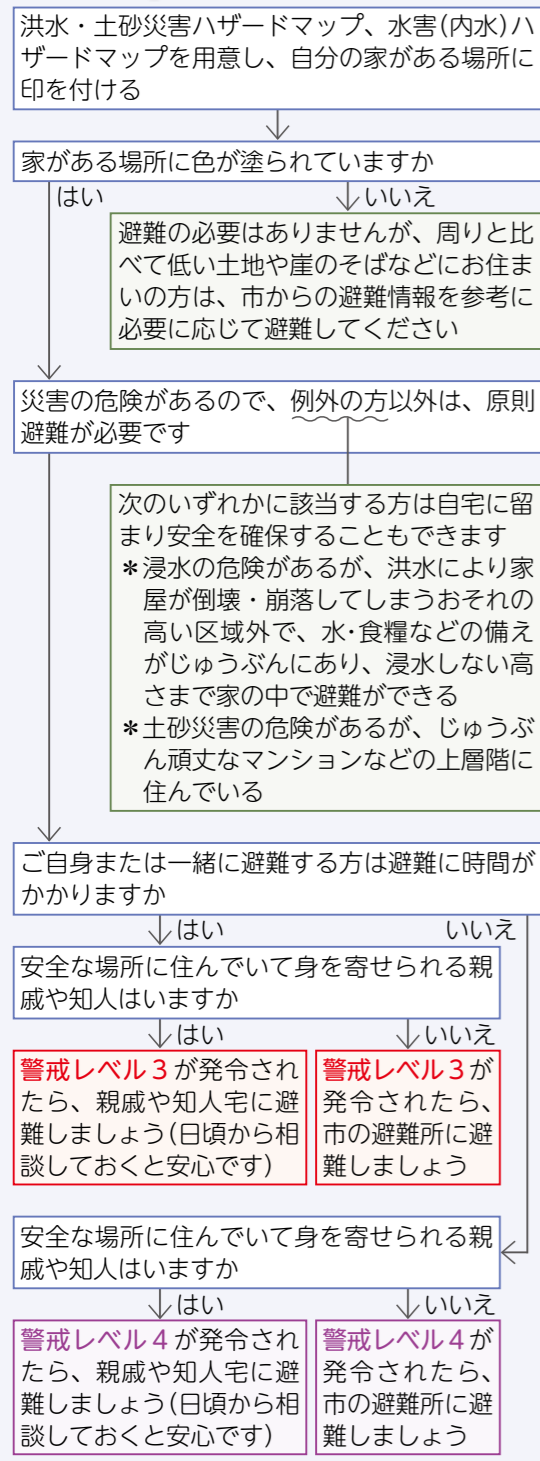 洪水・土砂災害ハザードマップ、水害(内水)ハ
ザードマップを用意し、自分の家がある場所に
印を付ける
家がある場所に色が塗られていますか
はい
いいえ
避難の必要はありませんが、周りと比
べて低い土地や崖のそばなどにお住ま
いの方は、市からの避難情報を参考に
必要に応じて避難してください
災害の危険があるので、例外の方以外は、原則
避難が必要です
次のいずれかに該当する方は自宅に留
まり安全を確保することもできます
＊浸水の危険があるが、洪水により家
屋が倒壊・崩落してしまうおそれの
高い区域外で、水・食糧などの備え
がじゅうぶんにあり、浸水しない高
さまで家の中で避難ができる
＊土砂災害の危険があるが、じゅうぶ
ん頑丈なマンションなどの上層階に
住んでいる
ご自身または一緒に避難する方は避難に時間が
かかりますか
はい
いいえ
安全な場所に住んでいて身を寄せられる親
戚や知人はいますか
はい
いいえ
警戒レベル３が発令され
たら、親戚や知人宅に避
難しましょう(日頃から相
談しておくと安心です)
警戒レベル３が
発令されたら、
市の避難所に避
難しましょう
安全な場所に住んでいて身を寄せられる親
戚や知人はいますか
はい
いいえ
警戒レベル４が発令され
たら、親戚や知人宅に避
難しましょう(日頃から相
談しておくと安心です)
警戒レベル４が
発令されたら、
市の避難所に避
難しましょう